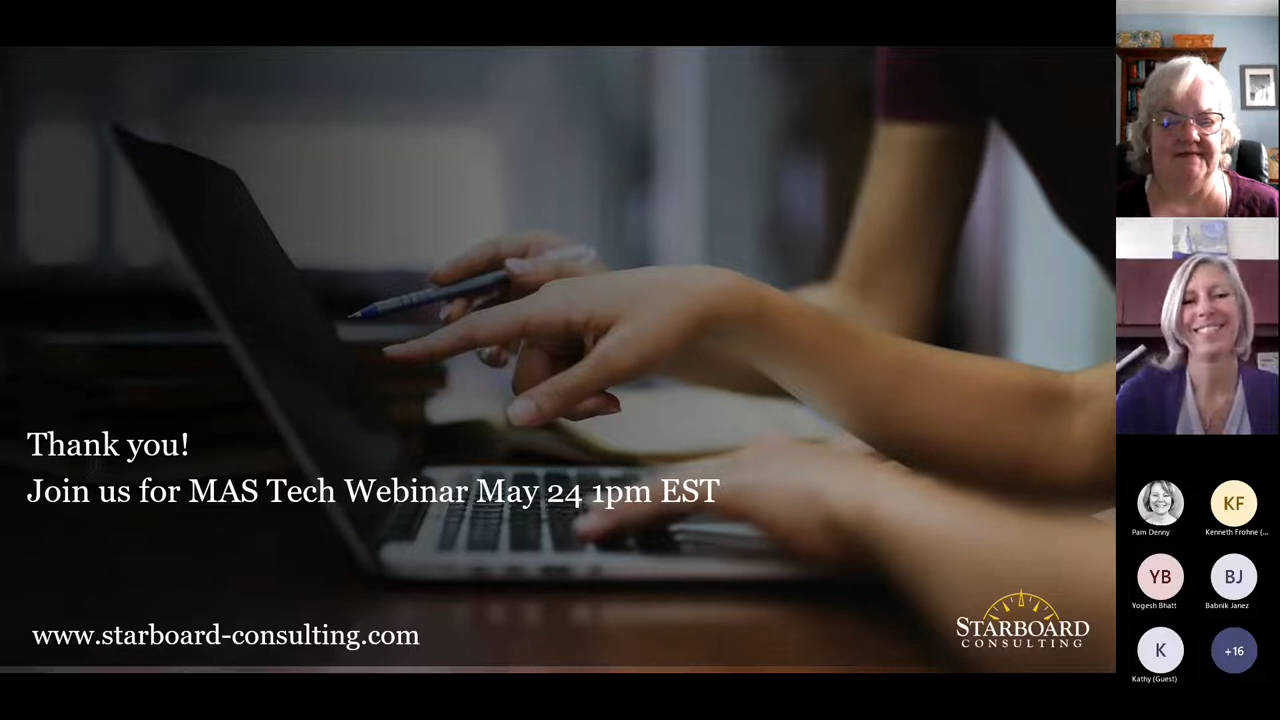 Thank you!
Join us for MAS Tech Webinar May 24 1pm EST
www.starboard-consulting.com
STARBOARD
CONSULTING
Pam Denny
KF
Kenneth Frohne (...
YB
Yogesh Bhatt
BJ
Babnik Janez
K
Kathy (Guest)
+16